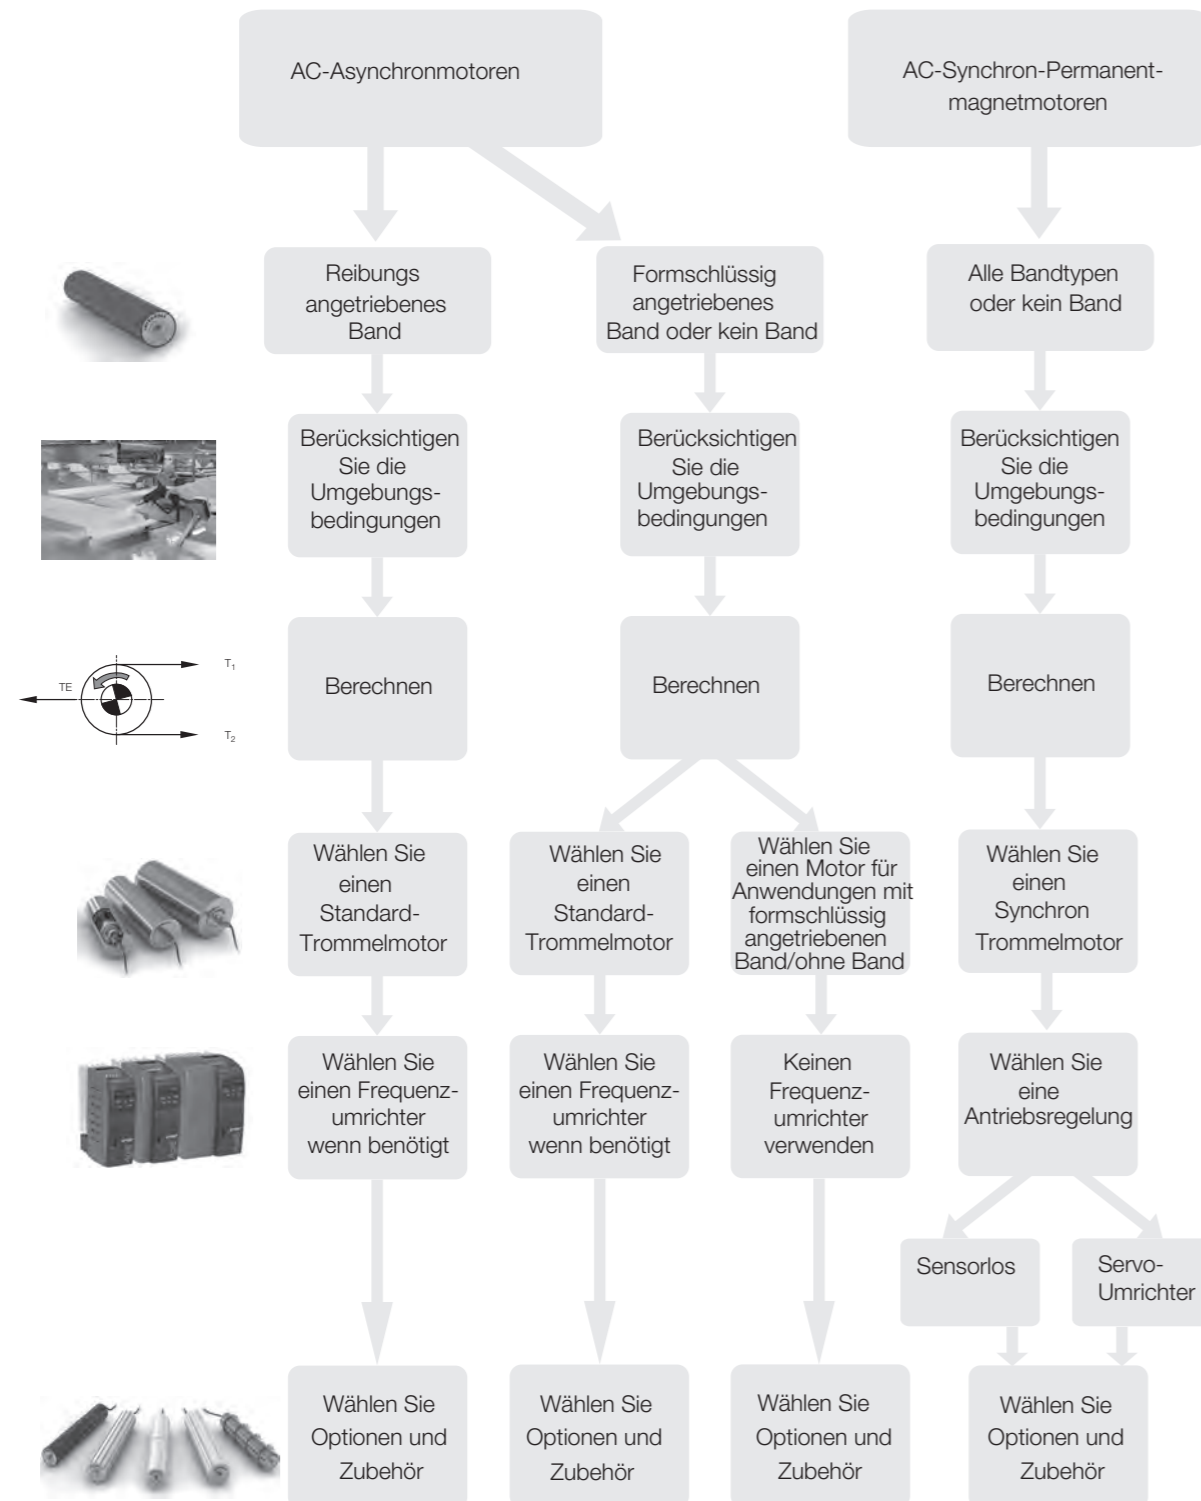 AC-Asynchronmotoren
AC-Synchron-Permanent-
magnetmotoren
Reibungs
angetriebenes
Band
Formschlüssig
angetriebenes
Band oder kein Band
Alle Bandtypen
oder kein Band
Berücksichtigen
Sie die
Umgebungs-
bedingungen
Berücksichtigen
Sie die
Umgebungs-
bedingungen
Berücksichtigen
Sie die
Umgebungs-
bedingungen
TE
T1
T2
Berechnen
Berechnen
Berechnen
Wählen Sie
einen
Standard-
Trommelmotor
Wählen Sie
einen
Standard-
Trommelmotor
Wählen Sie
einen Motor für
Anwendungen mit
formschlüssig
angetriebenen
Band/ohne Band
Wählen Sie
einen
Synchron
Trommelmotor
Wählen Sie
einen Frequenz-
umrichter
wenn benötigt
Wählen Sie
einen Frequenz-
umrichter
wenn benötigt
Keinen
Frequenz-
umrichter
verwenden
Wählen Sie
eine
Antriebsregelung
Sensorlos
Servo-
Umrichter
Wählen Sie
Optionen und
Zubehör
Wählen Sie
Optionen und
Zubehör
Wählen Sie
Optionen und
Zubehör
Wählen Sie
Optionen und
Zubehör